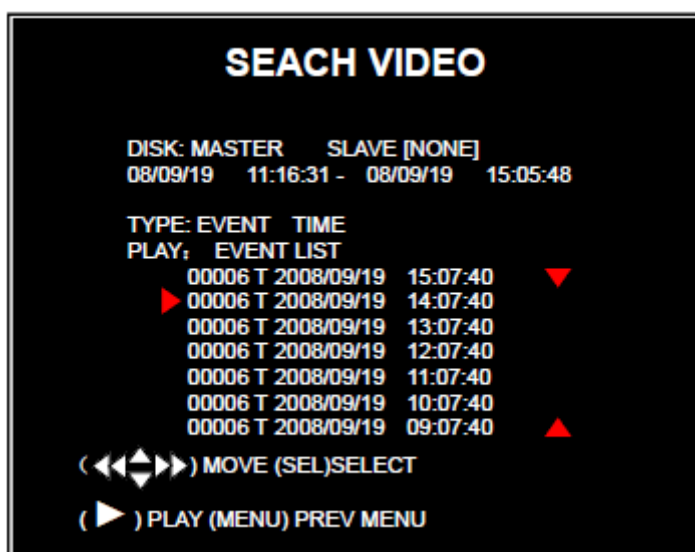 SEACH VIDEO
DISK: MASTER SLAVE [NONE]
08/09/19 11:16:31 - 08/09/19 15:05:48
TYPE: EVENT TIME
PLAY: EVENT LIST
00006 T 2008/09/19 15:07:40
00006 T 2008/09/19 14:07:40
00006 T 2008/09/19 13:07:40
00006 T 2008/09/19 12:07:40
00006 T 2008/09/19 11:07:40
00006 T 2008/09/19 10:07:40
00006 T 2008/09/19 09:07:40
( ) MOVE (SEL)SELECT
( ) PLAY (MENU) PREV MENU